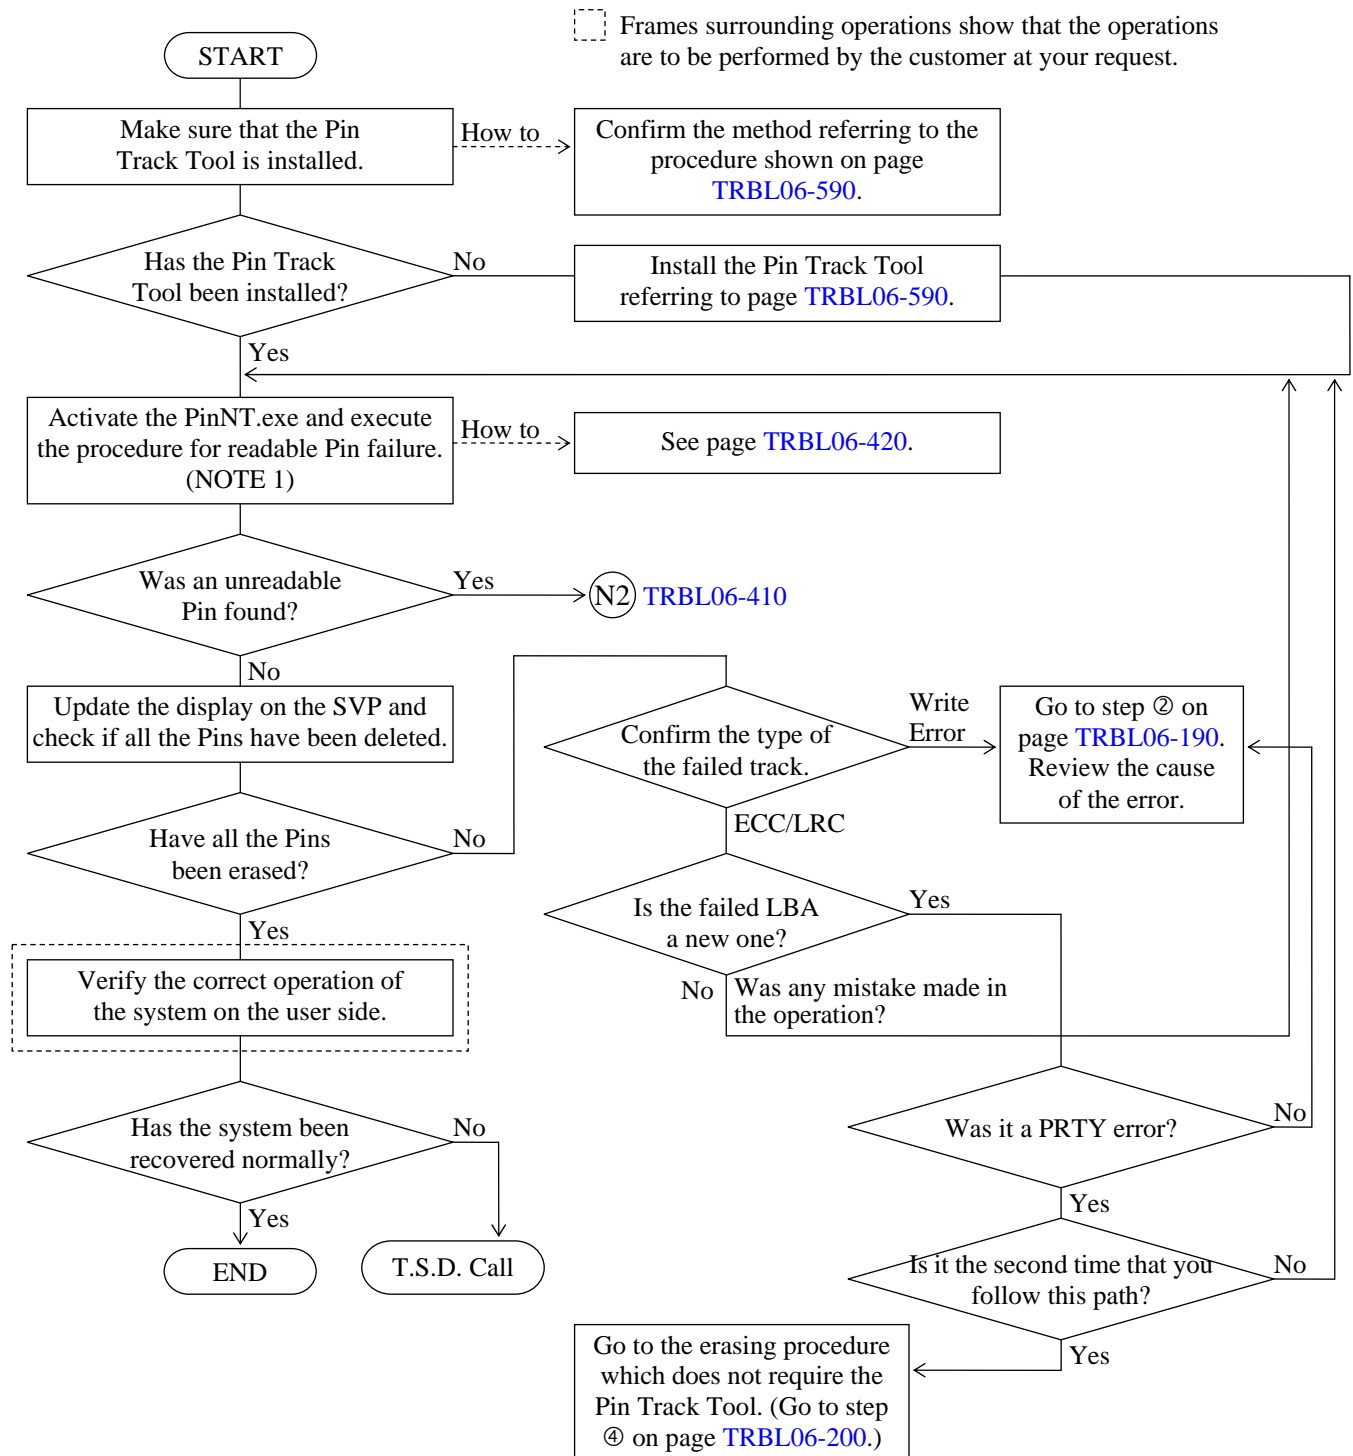 Frames surrounding operations show that the operations
are to be performed by the customer at your request.
START
Make sure that the Pin
Track Tool is installed.
How to
Confirm the method referring to the
procedure shown on page
TRBL06-590.
Has the Pin Track
Tool been installed?
No
Install the Pin Track Tool
referring to page TRBL06-590.
Yes
Activate the PinNT.exe and execute
the procedure for readable Pin failure.
(NOTE 1)
How to
See page TRBL06-420.
Was an unreadable
Pin found?
Yes
N2 TRBL06-410
No
Update the display on the SVP and
check if all the Pins have been deleted.
Confirm the type of
the failed track.
Write
Error
Go to step ② on
page TRBL06-190.
Review the cause
of the error.
ECC/LRC
Have all the Pins
been erased?
No
Is the failed LBA
a new one?
Yes
Yes
No
Was any mistake made in
the operation?
Verify the correct operation of
the system on the user side.
Has the system been
recovered normally?
No
Was it a PRTY error?
No
Yes
Yes
END
T.S.D. Call
Is it the second time that you
follow this path?
No
Yes
Go to the erasing procedure
which does not require the
Pin Track Tool. (Go to step
④ on page TRBL06-200.)